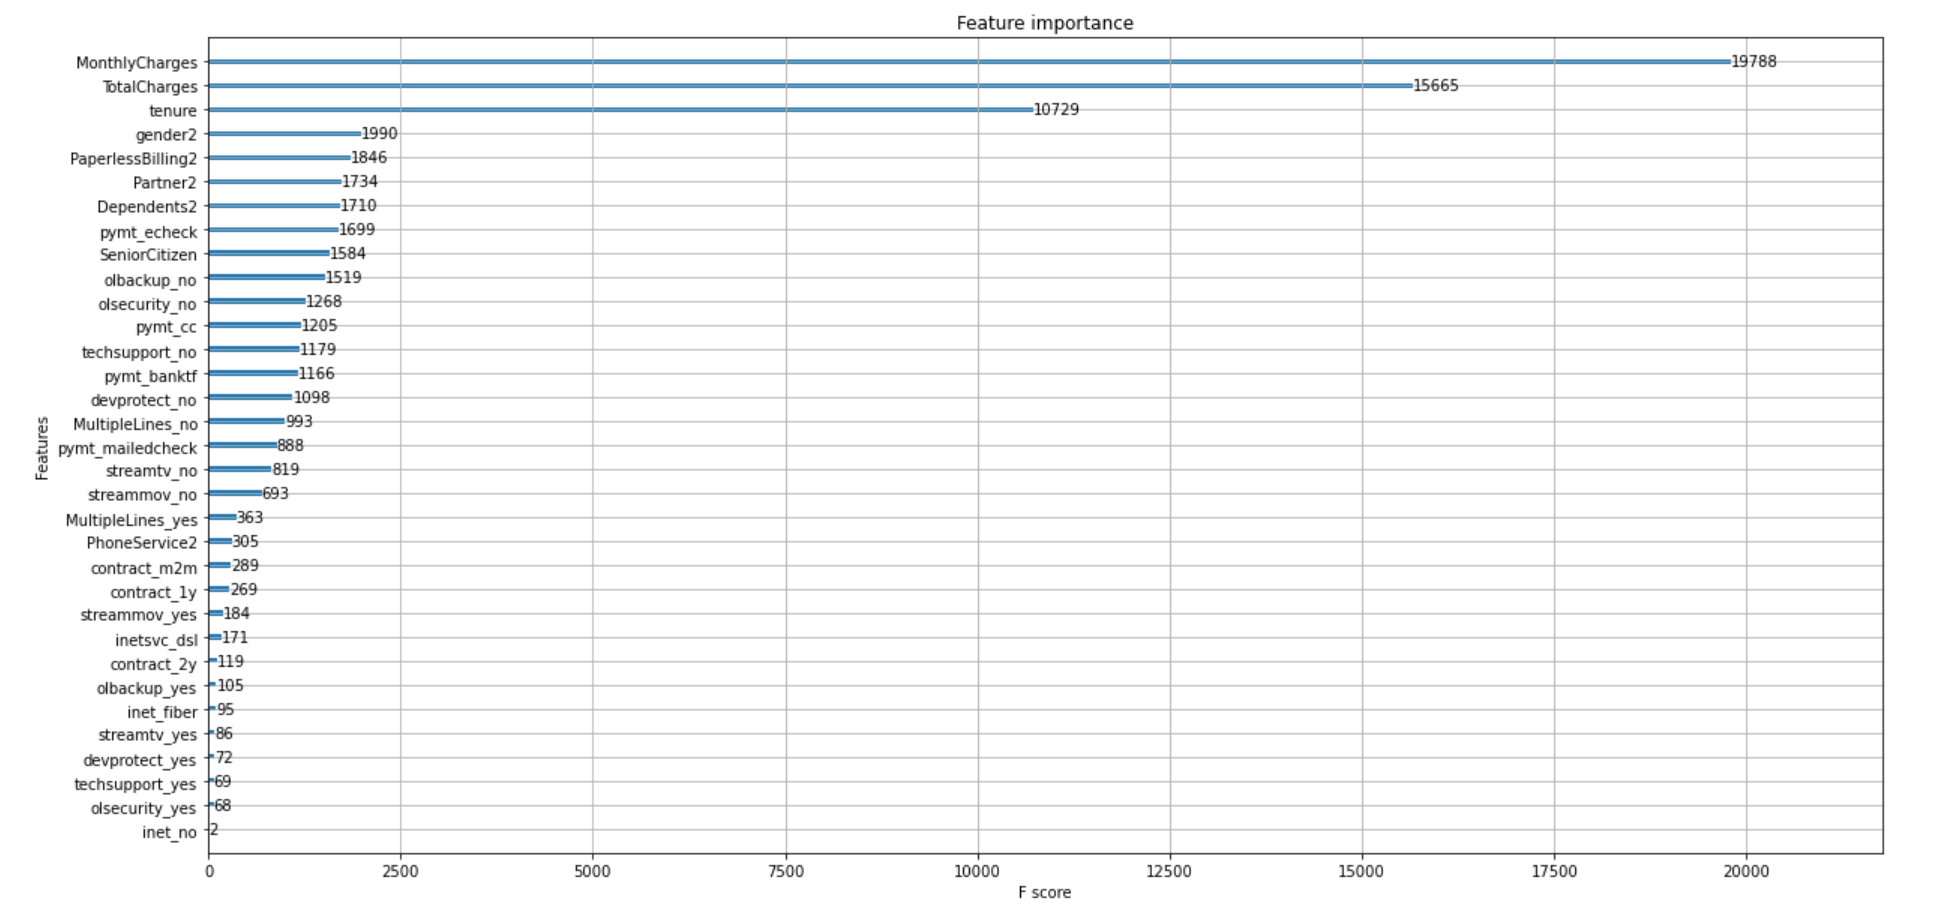 Feature importance
MonthlyCharges 19788
TotalCharges 15665
tenure 10729
gender2 1990
PaperlessBilling2 1846
Partner2 1734
Dependents2 1710
pymt_echeck 1699
SeniorCitizen 1584
olbackup_no 1519
olsecurity_no 1268
pymt_cc 1205
techsupport_no 1179
pymt_banktf 1166
devprotect_no 1098
MultipleLines_no 993
pymt_mailedcheck 888
streamtv_no 819
streammov_no 693
MultipleLines_yes 363
PhoneService2 305
contract_m2m 289
contract_1y 269
streammov_yes 184
inetsvc_dsl 171
contract_2y 119
olbackup_yes 105
inet_fiber 95
streamtv_yes 86
devprotect_yes 72
techsupport_yes 69
olsecurity_yes 68
inet_no 2
Features
0 2500 5000 7500 10000 12500 15000 17500 20000
F score